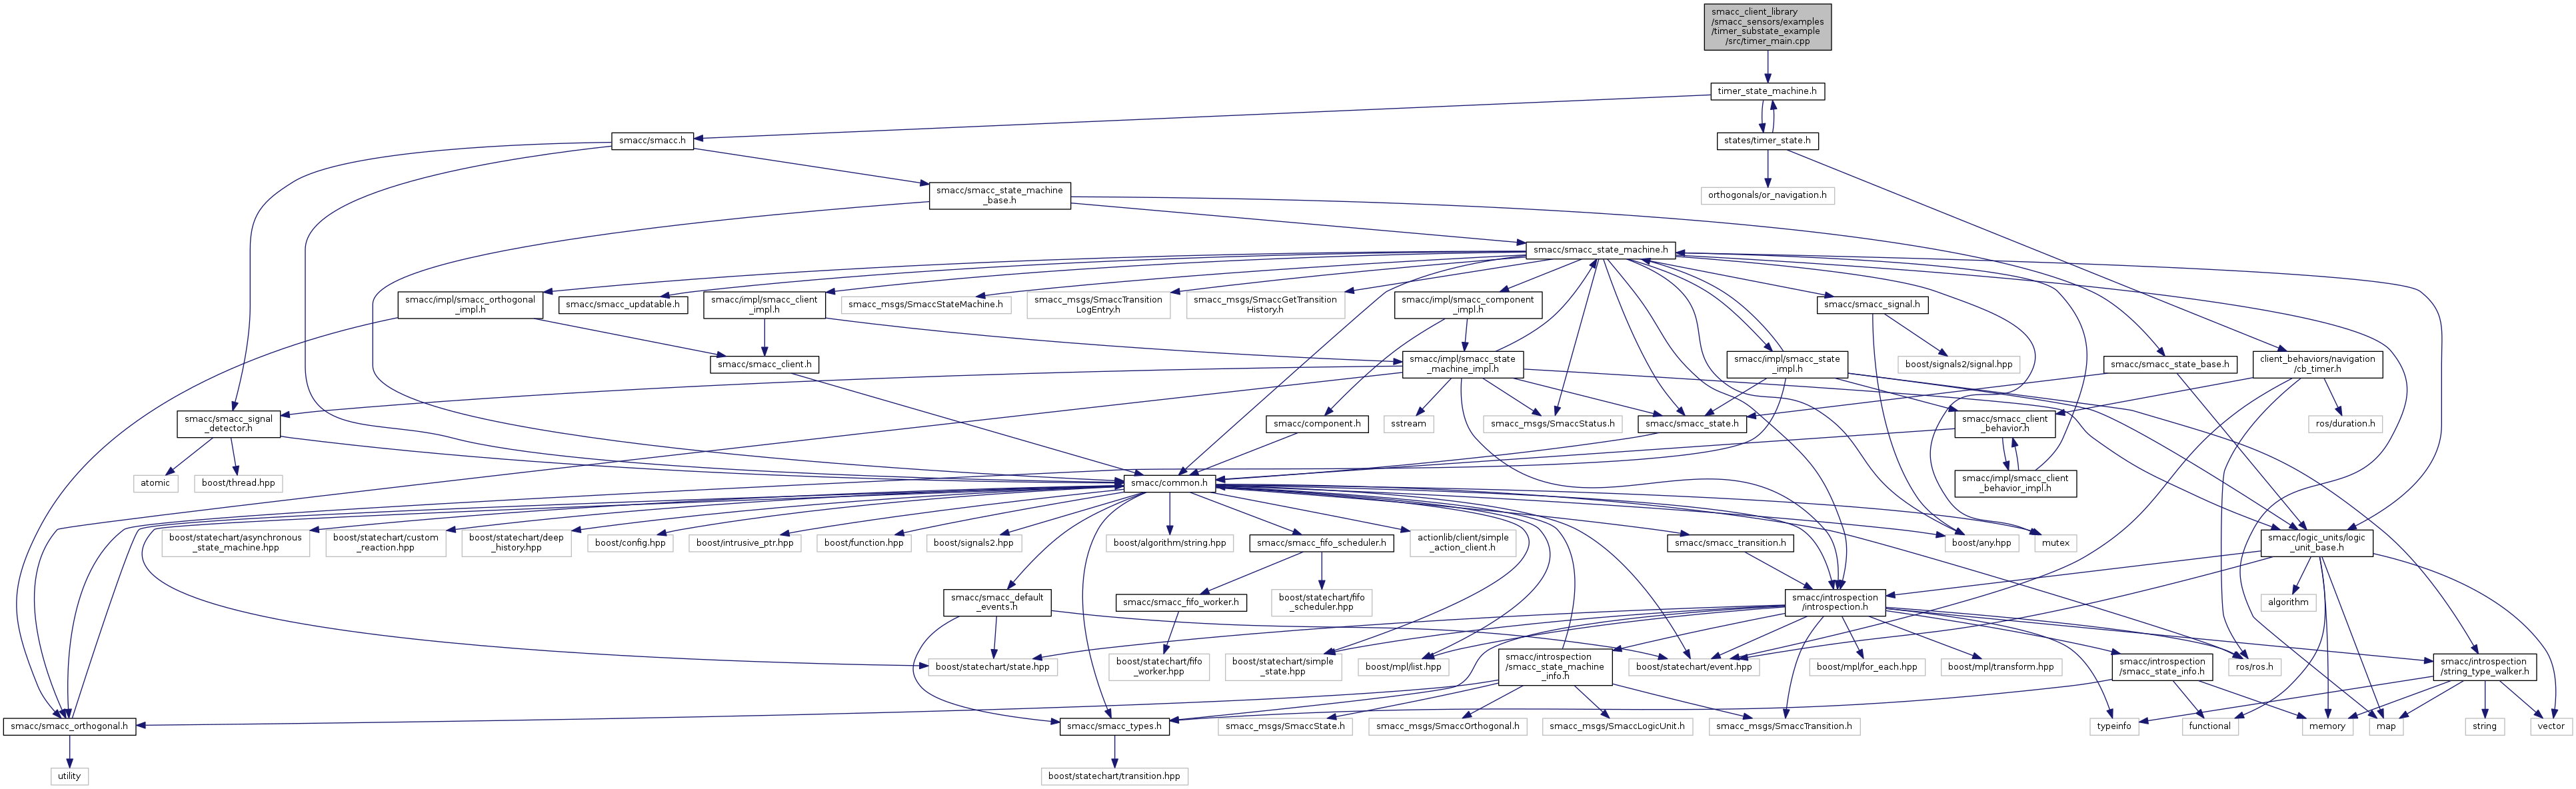 smacc_client_library
/smacc_sensors/examples
/timer_substate_example
/src/timer_main.cpp
timer_state_machine.h
smacc/smacc.h
states/timer_state.h
smacc/smacc_state_machine
_base.h
orthogonals/or_navigation.h
smacc/smacc_state_machine.h
smacc/impl/smacc_orthogonal
_impl.h
smacc/smacc_updatable.h
smacc/impl/smacc_client
_impl.h
smacc_msgs/SmaccStateMachine.h
smacc_msgs/SmaccTransition
LogEntry.h
smacc_msgs/SmaccGetTransition
History.h
smacc/impl/smacc_component
_impl.h
smacc/smacc_signal.h
smacc/smacc_client.h
smacc/impl/smacc_state
_machine_impl.h
smacc/impl/smacc_state
_impl.h
boost/signals2/signal.hpp
smacc/smacc_state_base.h
client_behaviors/navigation
/cb_timer.h
smacc/smacc_signal
_detector.h
smacc/component.h
sstream
smacc_msgs/SmaccStatus.h
smacc/smacc_state.h
smacc/smacc_client
_behavior.h
ros/duration.h
atomic
boost/thread.hpp
smacc/common.h
smacc/impl/smacc_client
_behavior_impl.h
boost/statechart/asynchronous
_state_machine.hpp
boost/statechart/custom
_reaction.hpp
boost/statechart/deep
_history.hpp
boost/config.hpp
boost/intrusive_ptr.hpp
boost/function.hpp
boost/signals2.hpp
boost/algorithm/string.hpp
smacc/smacc_fifo_scheduler.h
actionlib/client/simple
_action_client.h
smacc/smacc_transition.h
boost/any.hpp
mutex
smacc/logic_units/logic
_unit_base.h
smacc/smacc_default
_events.h
smacc/smacc_fifo_worker.h
boost/statechart/fifo
_scheduler.hpp
smacc/introspection
/introspection.h
algorithm
boost/statechart/state.hpp
boost/statechart/fifo
_worker.hpp
boost/statechart/simple
_state.hpp
boost/mpl/list.hpp
smacc/introspection
/smacc_state_machine
_info.h
boost/statechart/event.hpp
boost/mpl/for_each.hpp
boost/mpl/transform.hpp
smacc/introspection
/smacc_state_info.h
ros/ros.h
smacc/introspection
/string_type_walker.h
smacc/smacc_orthogonal.h
smacc/smacc_types.h
smacc_msgs/SmaccState.h
smacc_msgs/SmaccOrthogonal.h
smacc_msgs/SmaccLogicUnit.h
smacc_msgs/SmaccTransition.h
typeinfo
functional
memory
map
string
vector
utility
boost/statechart/transition.hpp